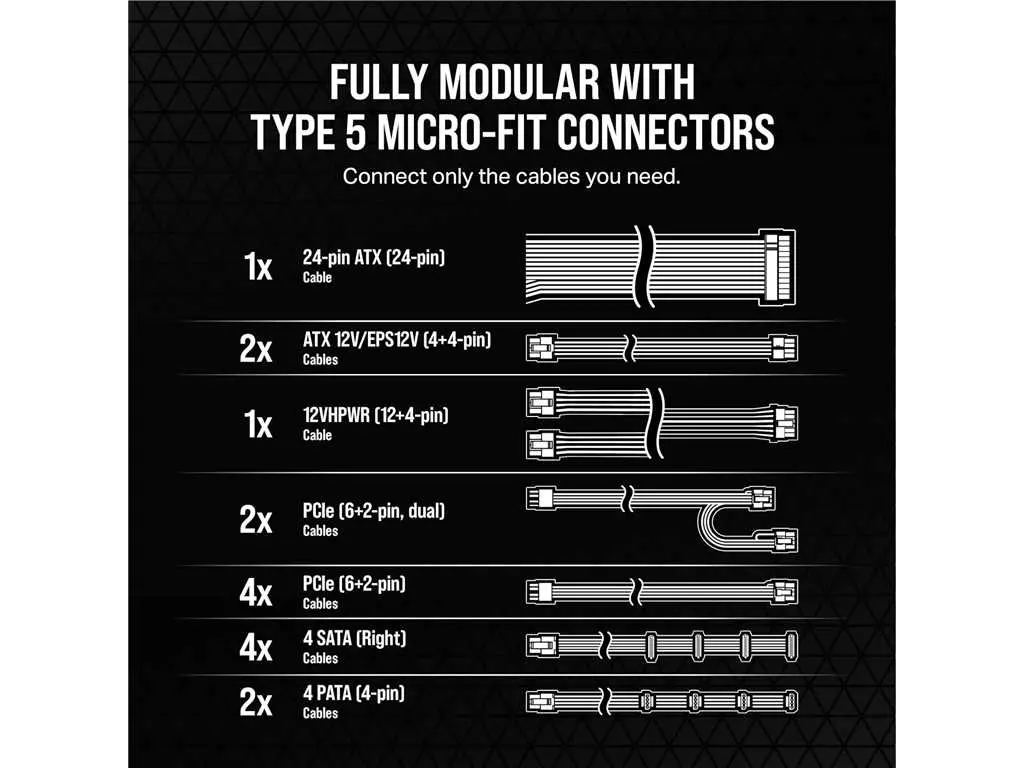 FULLY MODULAR WITH
TYPE 5 MICRO-FIT CONNECTORS
Connect only the cables you need.
1x
24-pin ATX (24-pin)
Cable
2x
ATX 12V/EPS12V (4+4-pin)
Cables
1x
12VHPWR (12+4-pin)
Cable
2x
PCIe (6+2-pin, dual)
Cables
4x
PCIe (6+2-pin)
Cables
4x
4 SATA (Right)
Cables
2x
4 PATA (4-pin)
Cables